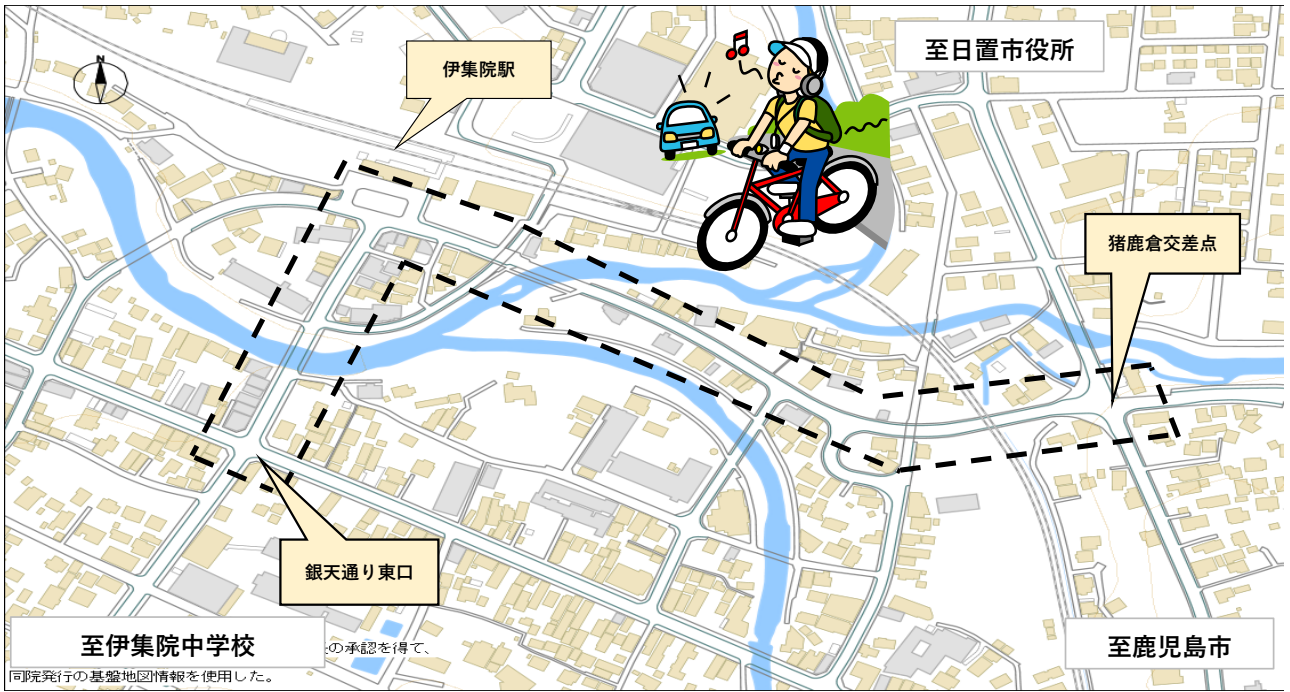 至日置市役所
伊集院駅
N
猪鹿倉交差点
銀天通り東口
至伊集院中学校
の承認を得て、
至鹿児島市
同院発行の基盤地図情報を使用した。